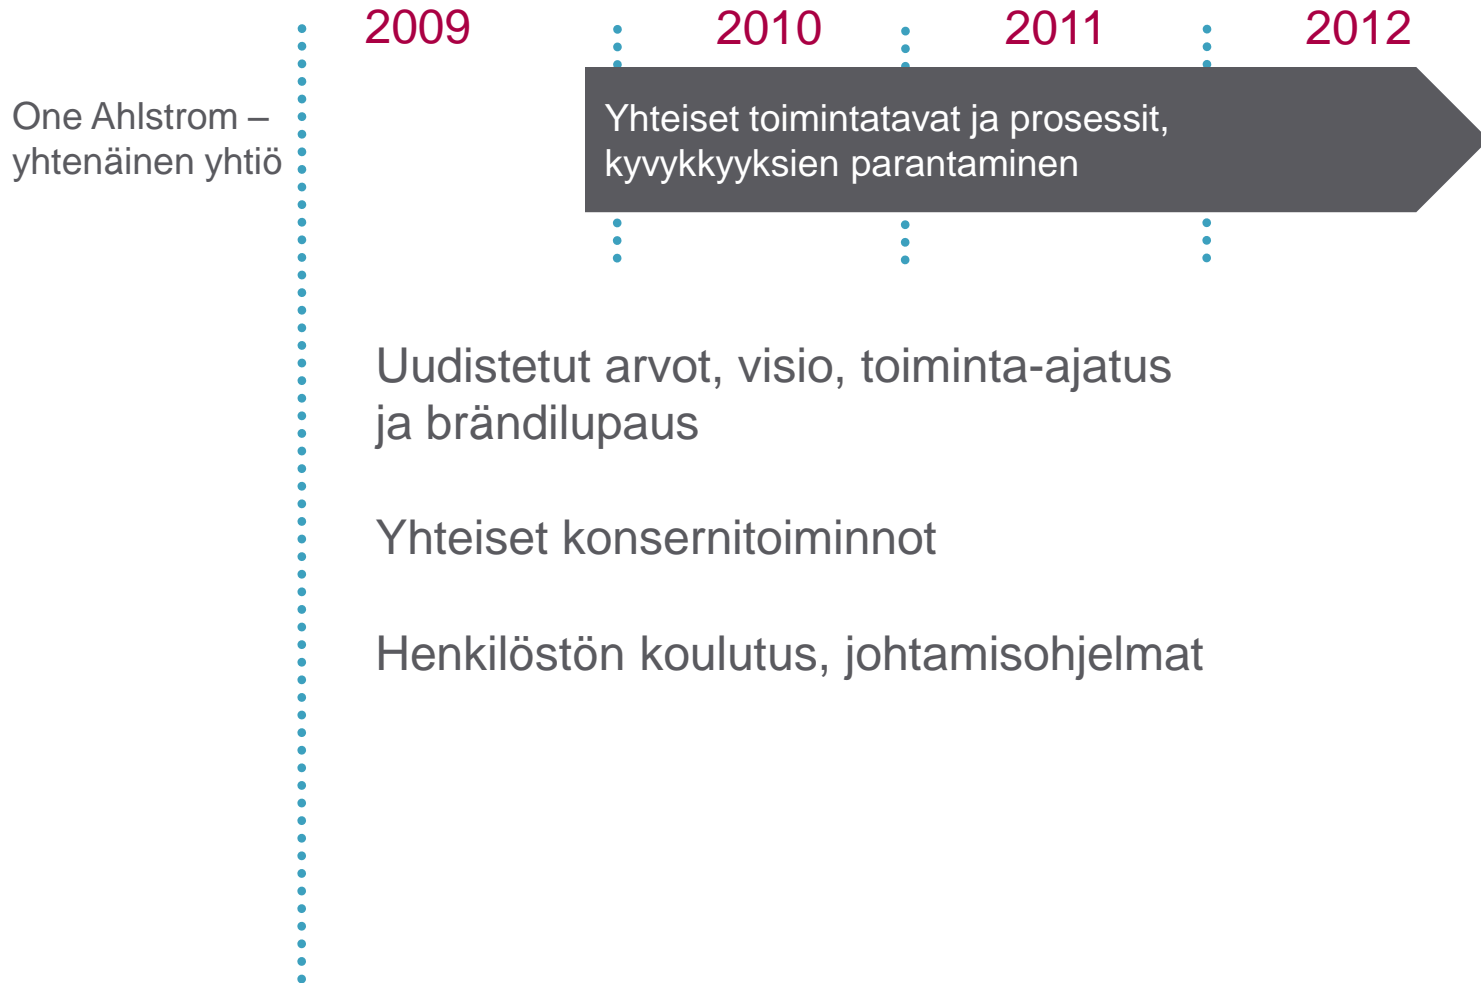 2009
2010
2011
2012
One Ahlstrom –
yhtenäinen yhtiö
Yhteiset toimintatavat ja prosessit,
kyvykkyyksien parantaminen
Uudistetut arvot, visio, toiminta-ajatus
ja brändilupaus
Yhteiset konsernitoiminnot
Henkilöstön koulutus, johtamisohjelmat